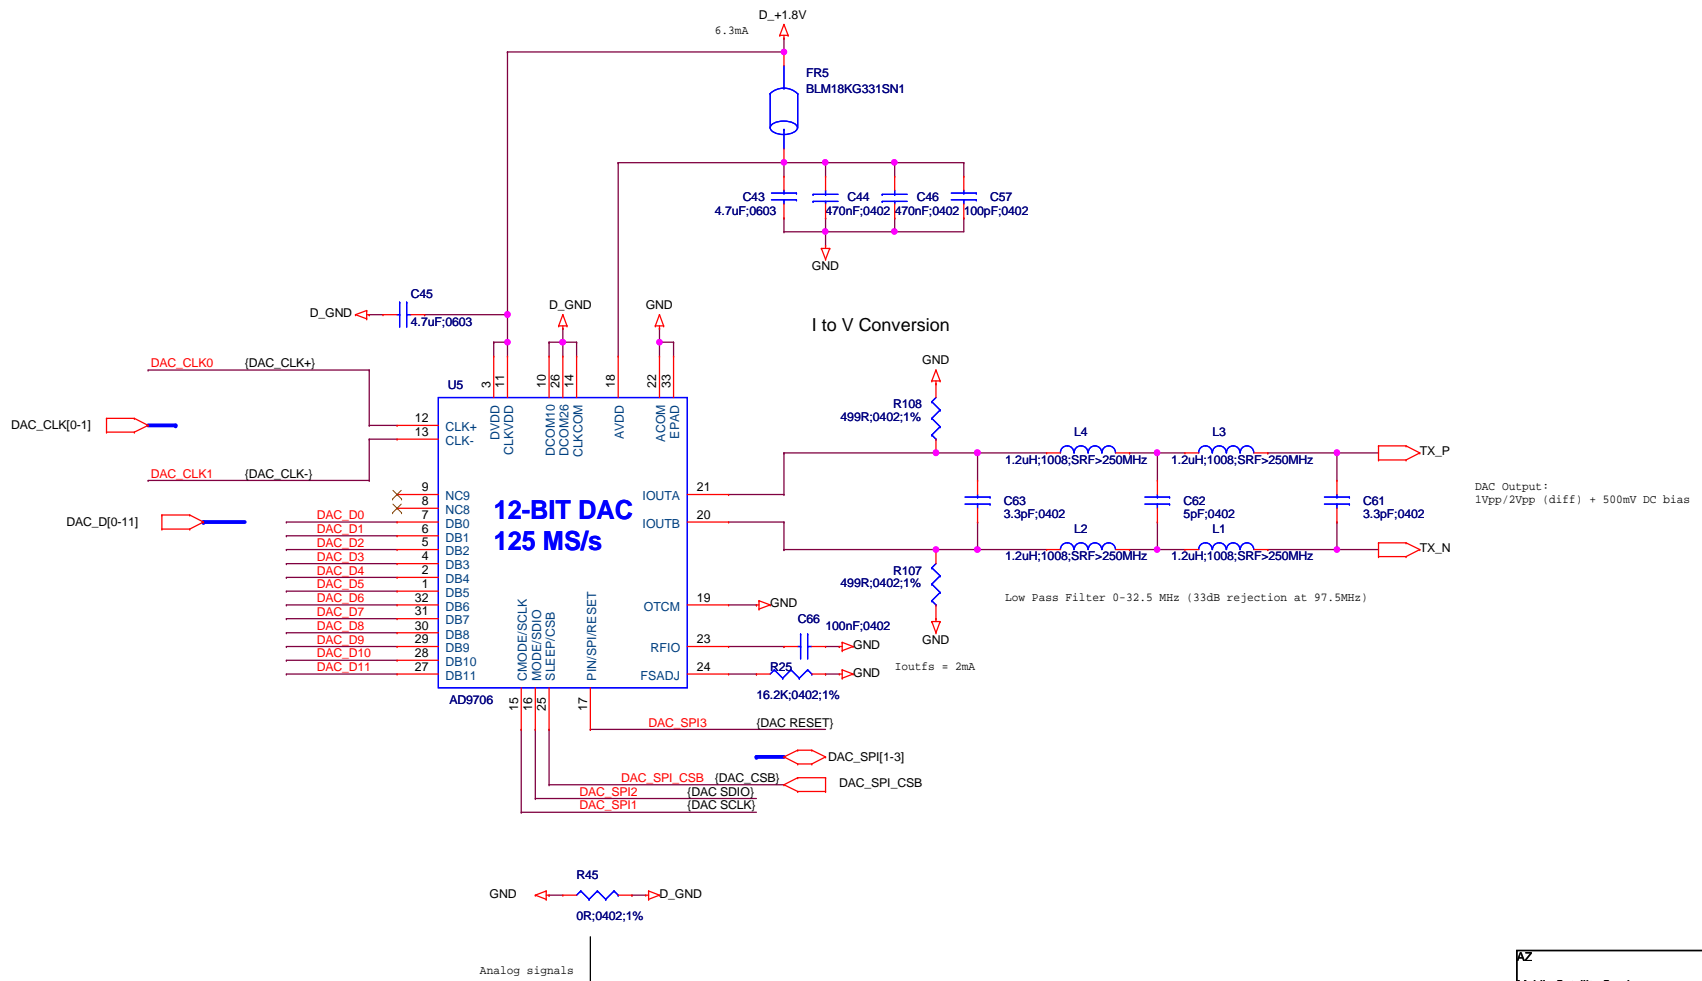 D_+1.8V
6.3mA
FR5
BLM18KG331SN1
C43
4.7uF;0603
C44
470nF;0402
C46
470nF;0402
C57
100pF;0402
GND
C45
D_GND
4.7uF;0603
D_GND
GND
I to V Conversion
DAC_CLK0 {DAC_CLK+}
DAC_CLK[0-1]
DAC_CLK1 {DAC_CLK-}
DAC_D[0-11]
U5
3
11
10
26
14
18
22
33
DVDD
CLKVDD
DCOM10
DCOM26
CLKCOM
AVDD
ACOM
EPAD
12 CLK+
13 CLK-
9 NC9
8 NC8
DAC_D0 7 DB0
DAC_D1 6 DB1
DAC_D2 5 DB2
DAC_D3 4 DB3
DAC_D4 2 DB4
DAC_D5 1 DB5
DAC_D6 32 DB6
DAC_D7 31 DB7
DAC_D8 30 DB8
DAC_D9 29 DB9
DAC_D10 28 DB10
DAC_D11 27 DB11
12-BIT DAC
125 MS/s
IOUTA 21
IOUTB 20
OTCM 19
RFIO 23
FSADJ 24
CMODE/SCLK
MODE/SDIO
SLEEP/CSB
PIN/SPI/RESET
AD9706
15
16
25
17
GND
R108
499R;0402;1%
L4
1.2uH;1008;SRF>250MHz
L3
1.2uH;1008;SRF>250MHz
TX_P
C63
3.3pF;0402
C62
5pF;0402
C61
3.3pF;0402
DAC Output:
1Vpp/2Vpp (diff) + 500mV DC bias
L2
1.2uH;1008;SRF>250MHz
L1
1.2uH;1008;SRF>250MHz
TX_N
R107
499R;0402;1%
GND
Low Pass Filter 0-32.5 MHz (33dB rejection at 97.5MHz)
GND
C66
100nF;0402
GND
Ioutfs = 2mA
R25
GND
16.2K;0402;1%
DAC_SPI3 {DAC RESET}
DAC_SPI[1-3]
DAC_SPI_CSB {DAC_CSB}
DAC_SPI_CSB
DAC_SPI2 {DAC SDIO}
DAC_SPI1 {DAC SCLK}
R45
GND
D_GND
0R;0402;1%
Analog signals
AZ